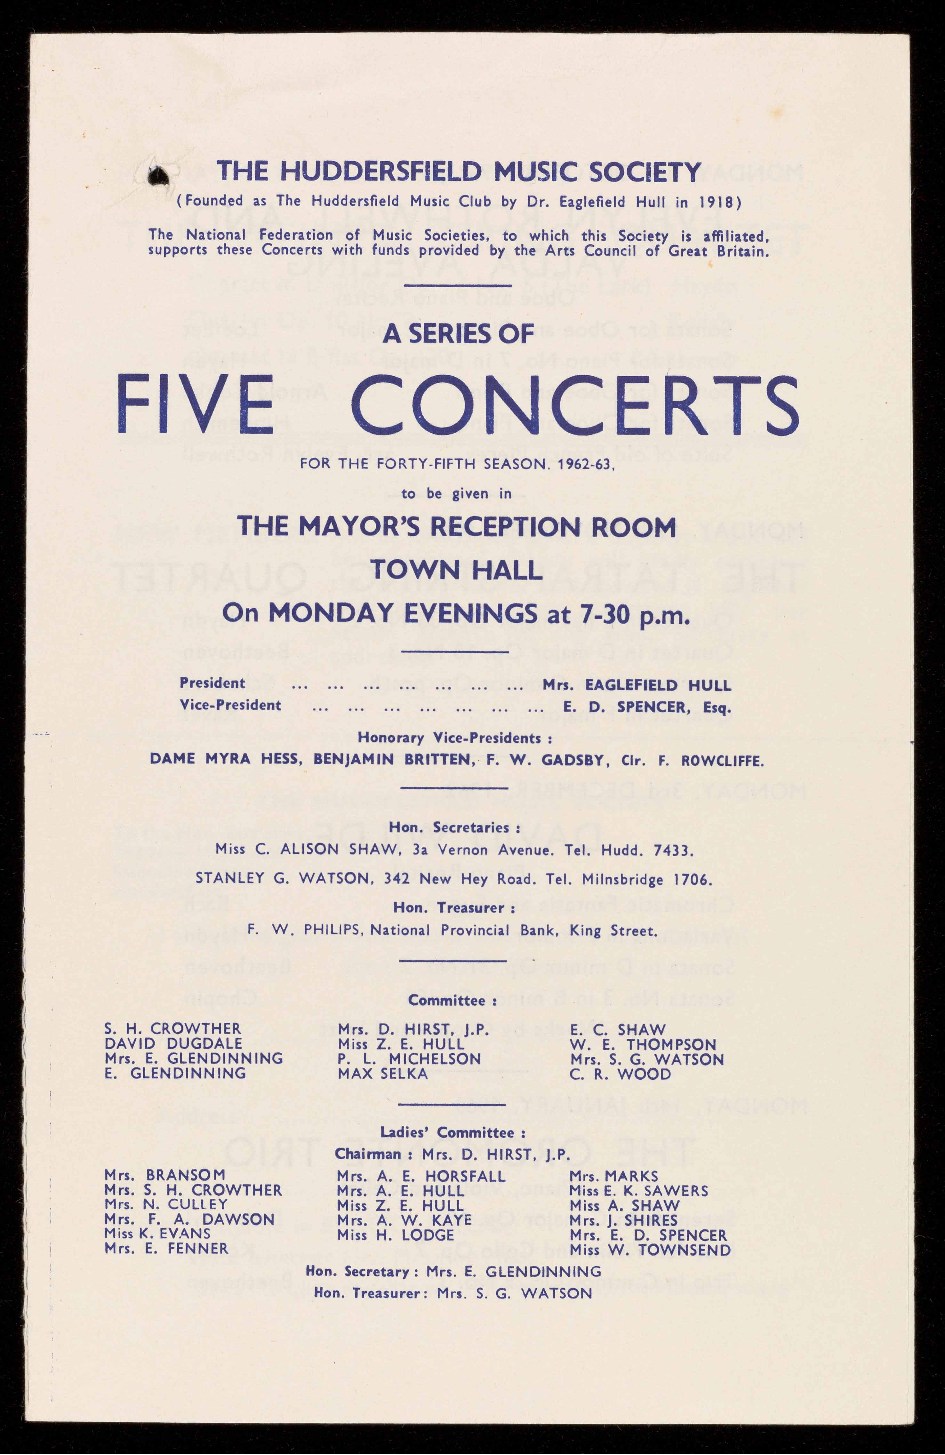 THE HUDDERSFIELD MUSIC SOCIETY
(Founded as The Huddersfield Music Club by Dr. Eaglefield Hull in 1918)
The National Federation of Music Societies, to which this Society is affiliated,
supports these Concerts with funds provided by the Arts Council of Great Britain.
A SERIES OF
FIVE CONCERTS
FOR THE FORTY-FIFTH SEASON. 1962-63,
to be given in
THE MAYOR'S RECEPTION ROOM
TOWN HALL
On MONDAY EVENINGS at 7-30 p.m.
President ... ... ... ... ... ... ... Mrs. EAGLEFIELD HULL
Vice-President ... ... ... ... ... ... ... E. D. SPENCER, Esq.
Honorary Vice-Presidents :
DAME MYRA HESS, BENJAMIN BRITTEN, F. W. GADSBY, Clr. F. ROWCLIFFE.
Hon. Secretaries :
Miss C. ALISON SHAW, 3a Vernon Avenue. Tel. Hudd. 7433.
STANLEY G. WATSON, 342 New Hey Road. Tel. Milnsbridge 1706.
Hon. Treasurer :
F. W. PHILIPS, National Provincial Bank, King Street.
Committee :
S. H. CROWTHER
DAVID DUGDALE
Mrs. E. GLENDINNING
E. GLENDINNING
Mrs. D. HIRST, J.P.
Miss Z. E. HULL
P. L. MICHELSON
MAX SELKA
E. C. SHAW
W. E. THOMPSON
Mrs. S. G. WATSON
C. R. WOOD
Ladies' Committee :
Chairman : Mrs. D. HIRST, J.P.
Mrs. BRANSOM
Mrs. S. H. CROWTHER
Mrs. N. CULLEY
Mrs. F. A. DAWSON
Miss K. EVANS
Mrs. E. FENNER
Mrs. A. E. HORSFALL
Mrs. A. E. HULL
Miss Z. E. HULL
Mrs. A. W. KAYE
Miss H. LODGE
Mrs. MARKS
Miss E. K. SAWERS
Miss A. SHAW
Mrs. J. SHIRES
Mrs. E. D. SPENCER
Miss W. TOWNSEND
Hon. Secretary : Mrs. E. GLENDINNING
Hon. Treasurer : Mrs. S. G. WATSON